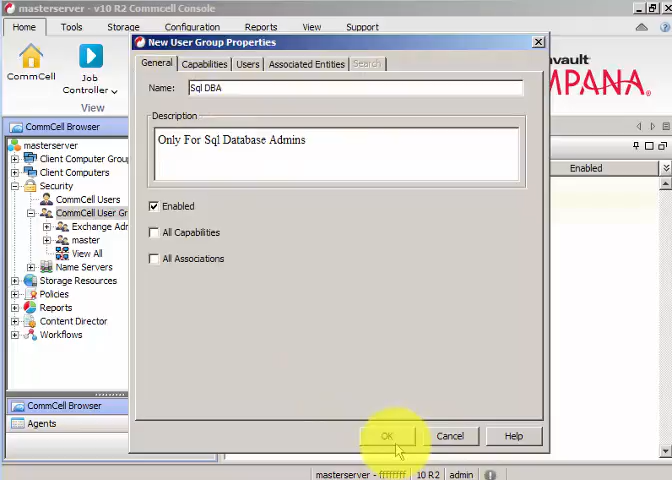 masterserver - v10 R2 Commcell Console
Home Tools Storage Configuration Reports View Support
CommCell
Job Controller
View
CommCell Browser
masterserver
Client Computer Group
Client Computers
Security
CommCell Users
CommCell User Gr
Exchange Adr
master
View All
Name Servers
Storage Resources
Policies
Reports
Content Director
Workflows
CommCell Browser
Agents
New User Group Properties
General Capabilities Users Associated Entities Search
Name: Sql DBA
Description
Only For Sql Database Admins
Enabled
All Capabilities
All Associations
OK Cancel Help
nvault
MPANA
Enabled
masterserver - ffffffff 10 R2 admin